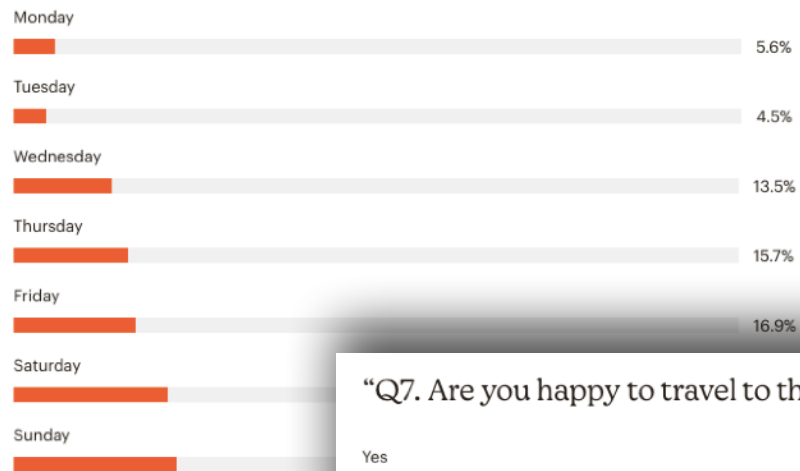 Monday
5.6%
Tuesday
4.5%
Wednesday
13.5%
Thursday
15.7%
Friday
16.9%
Saturday
Sunday
“Q7. Are you happy to travel to th
Yes